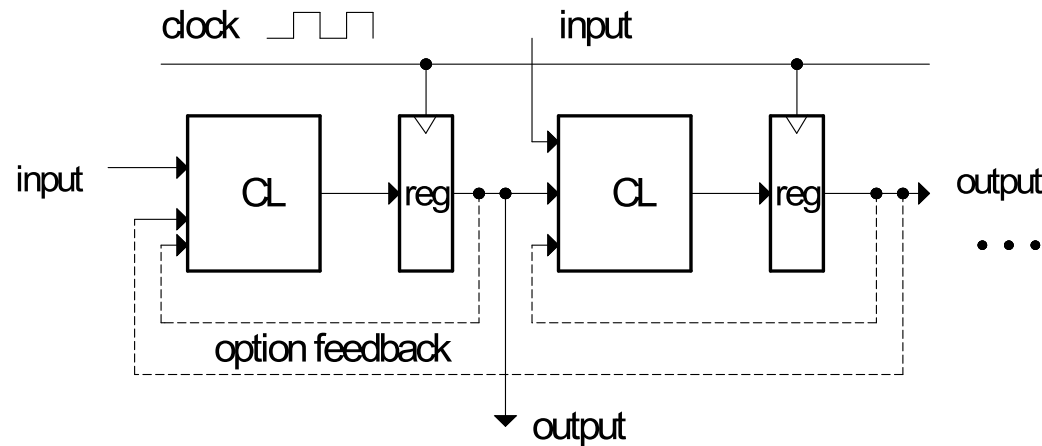 clock
input
input
CL
reg
CL
reg
output
option feedback
output